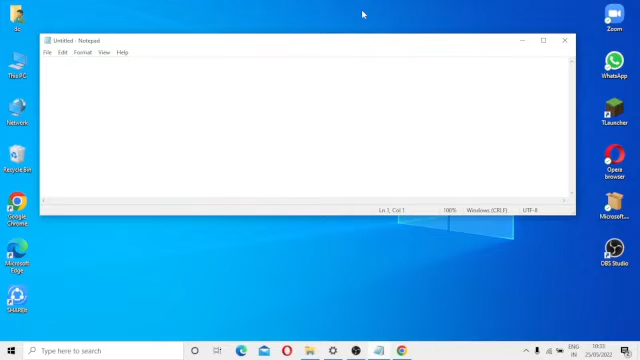 dc
Untitled - Notepad
File Edit Format View Help
Zoom
This PC
WhatsApp
Network
TLauncher
Recycle Bin
Opera
browser
Google
Chrome
Microsoft...
Ln 1, Col 1 100% Windows (CRLF) UTF-8
Microsoft
Edge
OBS Studio
SHAREit
Type here to search
ENG
IN
10:33
25/05/2022